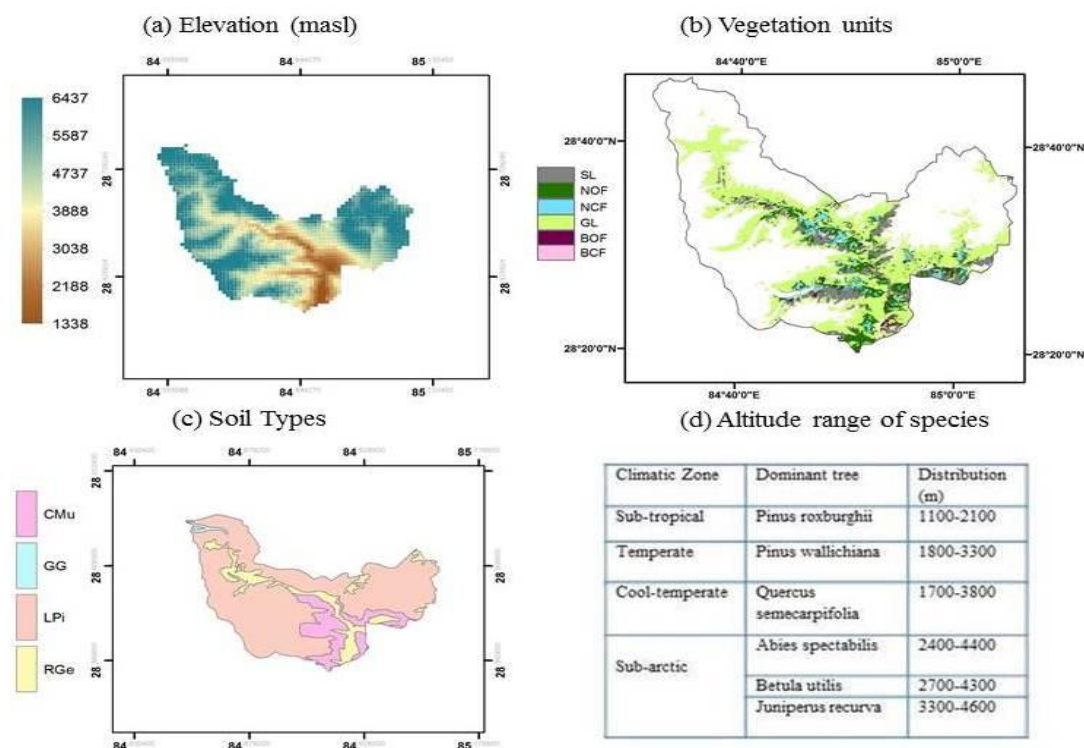 (a) Elevation (masl)
(b) Vegetation units
84
84
85
84°40'0"E
85°0'0"E
6437
5587
4737
3888
3038
2188
1338
28
28
28
28
28°40'0"N
28°40'0"N
28°20'0"N
28°20'0"N
SL
NOF
NCF
GL
BOF
BCF
84
84
85
84°40'0"E
85°0'0"E
(c) Soil Types
(d) Altitude range of species
84
84
84
85
CMu
GG
LPi
RGe
28
28
28
28
28
28
84
84
84
85
Climatic Zone Dominant tree Distribution
(m)
Sub-tropical Pinus roxburghii 1100-2100
Temperate Pinus wallichiana 1800-3300
Cool-temperate Quercus 1700-3800
semecarpifolia
Sub-arctic Abies spectabilis 2400-4400
Betula utilis 2700-4300
Juniperus recurva 3300-4600